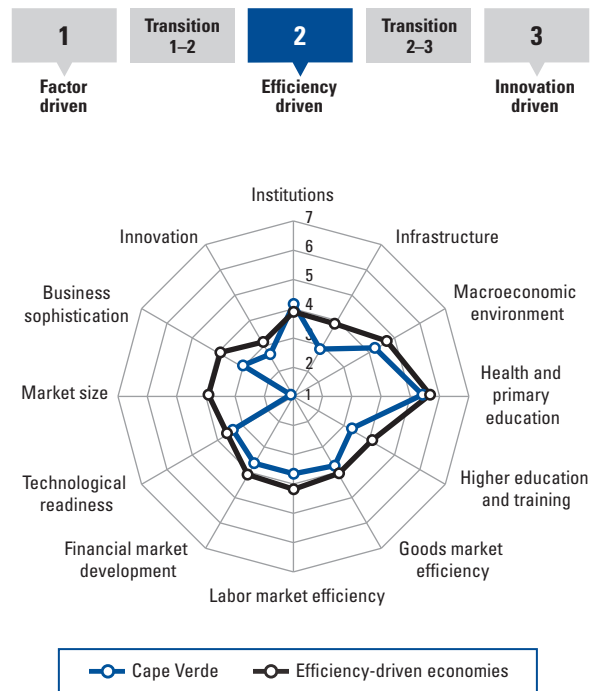 1
Transition
1–2
2
Transition
2–3
3
Factor
driven
Efficiency
driven
Innovation
driven
Institutions
7
6
5
4
3
2
1
Infrastructure
Macroeconomic
environment
Health and
primary
education
Higher education
and training
Goods market
efficiency
Labor market efficiency
Financial market
development
Technological
readiness
Market size
Business
sophistication
Innovation
Cape Verde
Efficiency-driven economies